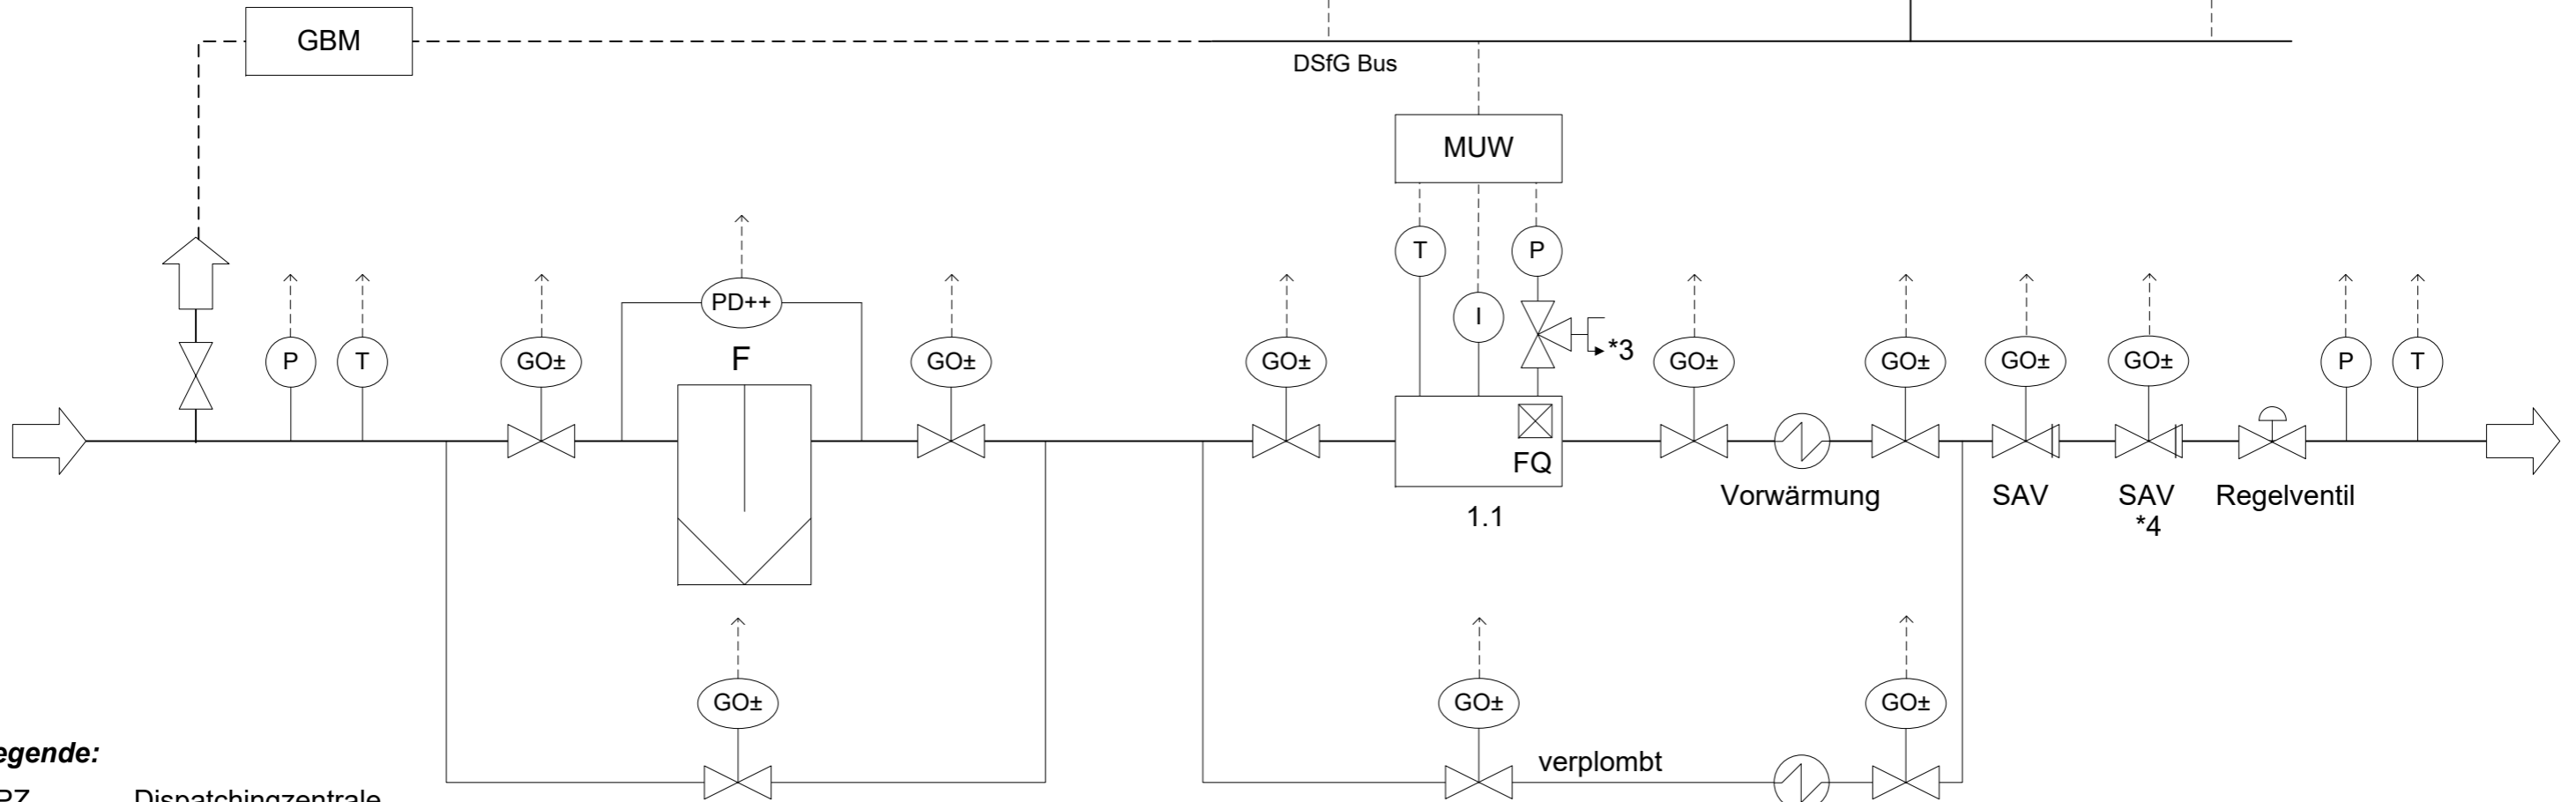 GBM
DSfG Bus
MUW
T
P
I
*3
PD++
F
P
T
GO±
GO±
GO±
GO±
GO±
GO±
GO±
P
T
FQ
1.1
Vorwärmung
SAV
SAV
*4
Regelventil
GO±
GO±
GO±
verplombt
egende:
PZ Dispatchingzentrale